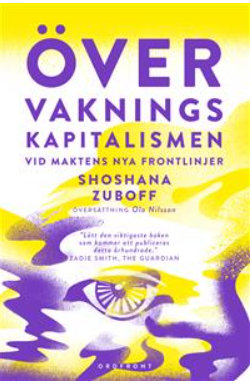 ÖVER
VAKNINGS
KAPITALISMEN
VID MAKTENS NYA FRONTLINJER
SHOSHANA
ZUBOFF
ÖVERSÄTTNING Ola Nilsson
"Lätt den viktigaste boken
som kommer att publiceras
detta århundrade."
ZADIE SMITH, THE GUARDIAN
ORDFRONT